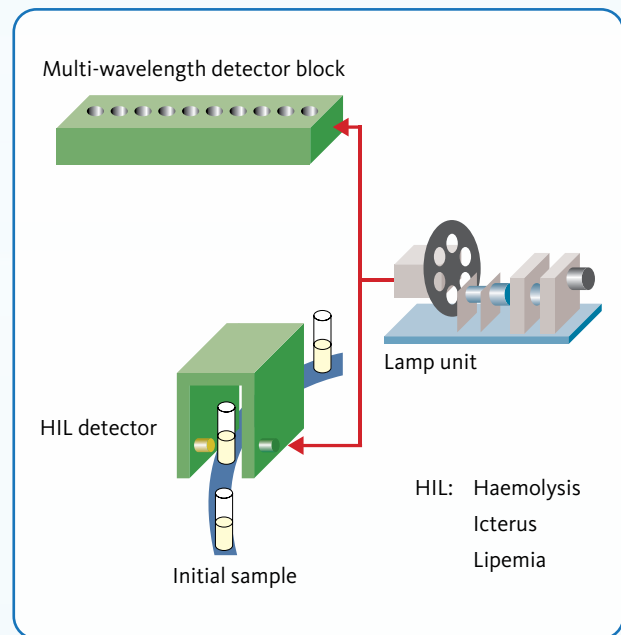 Multi-wavelength detector block
Lamp unit
HIL detector
HIL: Haemolysis
Icterus
Lipemia
Initial sample